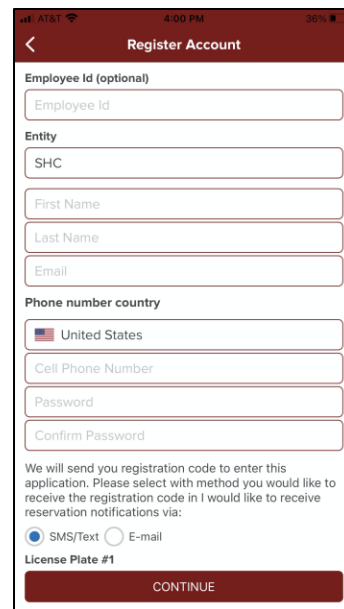 AT&T 4:00 PM 36%
Register Account
Employee Id (optional)
Employee Id
Entity
SHC
First Name
Last Name
Email
Phone number country
United States
Cell Phone Number
Password
Confirm Password
We will send you registration code to enter this
application. Please select with method you would like to
receive the registration code in I would like to receive
reservation notifications via:
SMS/Text E-mail
License Plate #1
CONTINUE